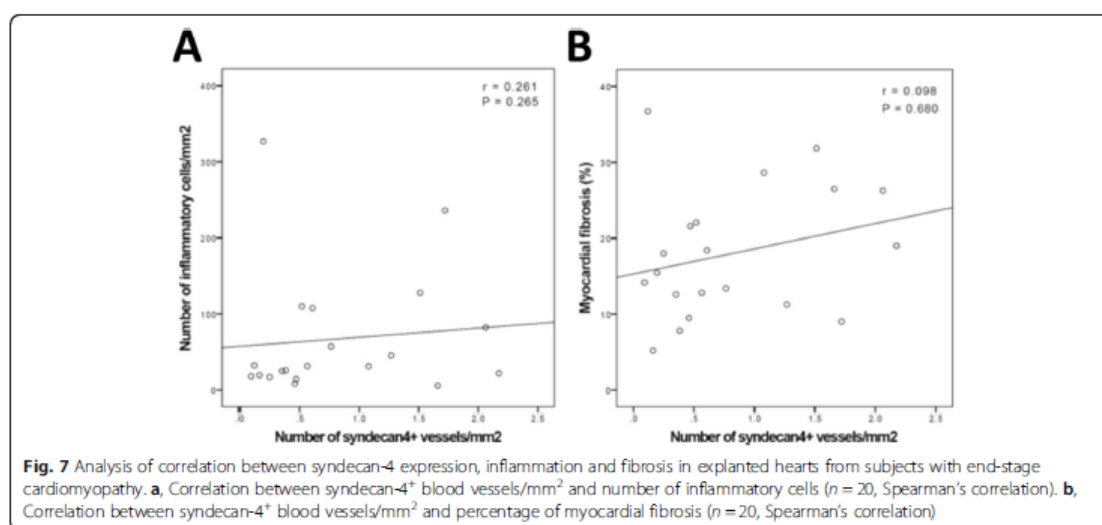 A
B
r = 0.261
P = 0.265
Number of inflammatory cells/mm2
400
300
200
100
0
.0 .5 1.0 1.5 2.0 2.5
Number of syndecan4+ vessels/mm2
r = 0.098
P = 0.680
Myocardial fibrosis (%)
40
30
20
10
0
.0 .5 1.0 1.5 2.0 2.5
Number of syndecan4+ vessels/mm2
Fig. 7 Analysis of correlation between syndecan-4 expression, inflammation and fibrosis in explanted hearts from subjects with end-stage
cardiomyopathy. a, Correlation between syndecan-4⁺ blood vessels/mm² and number of inflammatory cells (n = 20, Spearman's correlation). b,
Correlation between syndecan-4⁺ blood vessels/mm² and percentage of myocardial fibrosis (n = 20, Spearman's correlation)